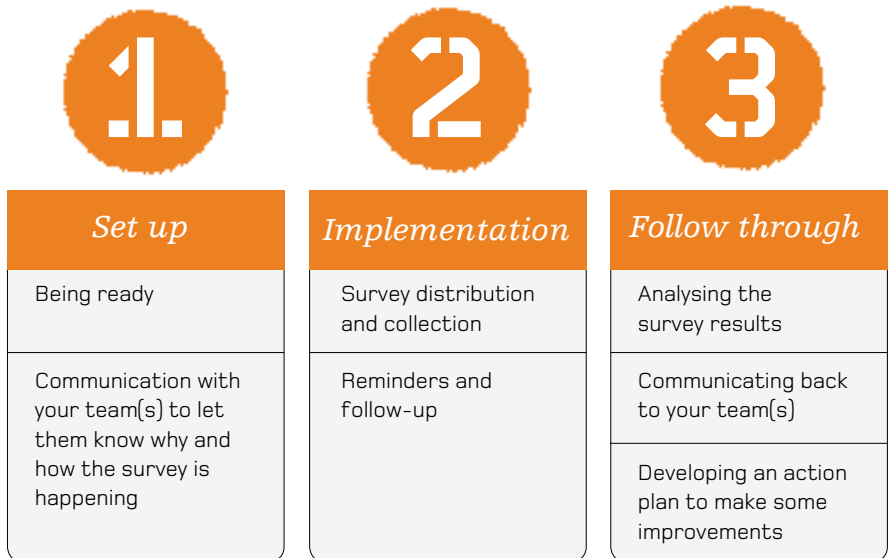 1
Set up
Being ready
Communication with
your team(s) to let
them know why and
how the survey is
happening
2
Implementation
Survey distribution
and collection
Reminders and
follow-up
3
Follow through
Analysing the
survey results
Communicating back
to your team(s)
Developing an action
plan to make some
improvements